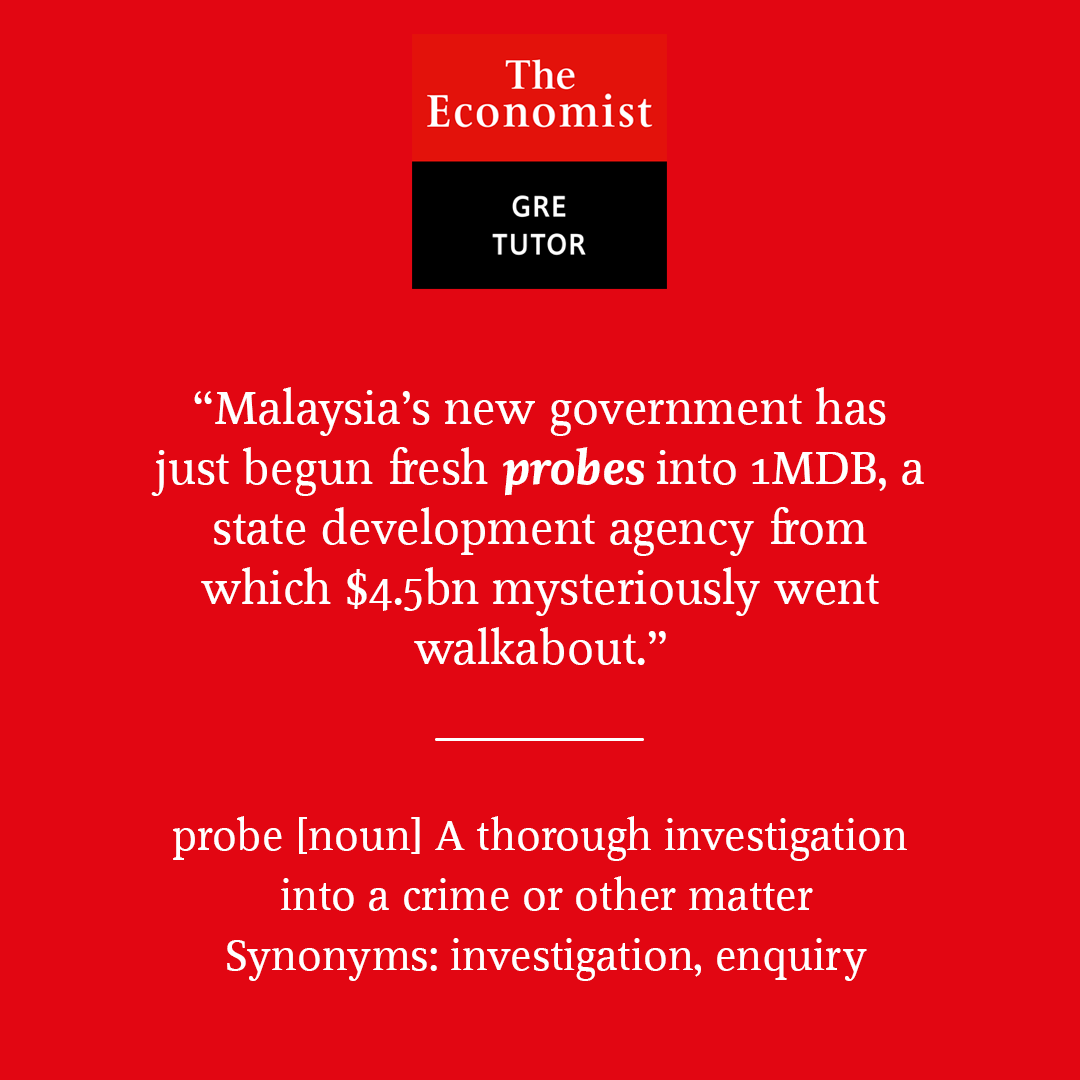 The
Economist
GRE
TUTOR
“Malaysia’s new government has
just begun fresh probes into 1MDB, a
state development agency from
which $4.5bn mysteriously went
walkabout.”
probe [noun] A thorough investigation
into a crime or other matter
Synonyms: investigation, enquiry